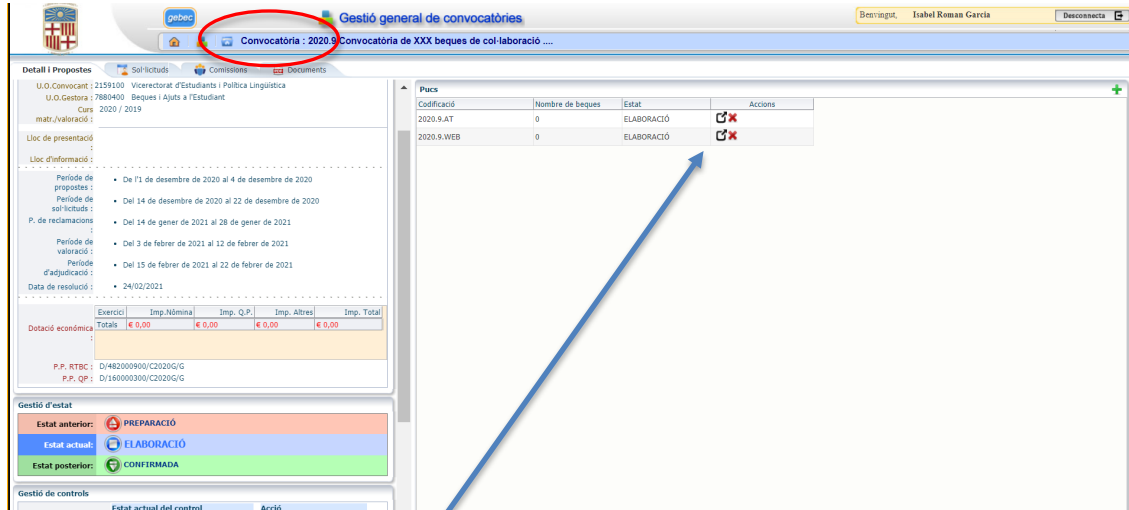 gebec
Gestió general de convocatòries
Benvingut, Isabel Roman Garcia
Desconnecta
Convocatòria : 2020.9 Convocatòria de XXX beques de col·laboració ....
Detall i Propostes
Sol·licituds
Comissions
Documents
U.O.Convocant : 2159100 Vicerectorat d'Estudiants i Política Lingüística
U.O.Gestora : 7880400 Beques i Ajuts a l'Estudiant
Curs matr./valoració : 2020 / 2019
Lloc de presentació :
Lloc d'informació :
Període de propostes : • De l'1 de desembre de 2020 al 4 de desembre de 2020
Període de sol·licituds : • Del 14 de desembre de 2020 al 22 de desembre de 2020
P. de reclamacions : • Del 14 de gener de 2021 al 28 de gener de 2021
Període de valoració : • Del 3 de febrer de 2021 al 12 de febrer de 2021
Període d'adjudicació : • Del 15 de febrer de 2021 al 22 de febrer de 2021
Data de resolució : • 24/02/2021
Exercici Imp.Nòmina Imp. Q.P. Imp. Altres Imp. Total
Dotació econòmica : Totals € 0,00 € 0,00 € 0,00 € 0,00
P.P. RTBC : D/482000900/C2020G/G
P.P. QP : D/160000300/C2020G/G
Gestió d'estat
Estat anterior: PREPARACIÓ
Estat actual: ELABORACIÓ
Estat posterior: CONFIRMADA
Gestió de controls
Estat actual del control Acció
Pucs
Codificació Nombre de beques Estat Accions
2020.9.AT 0 ELABORACIÓ
2020.9.WEB 0 ELABORACIÓ